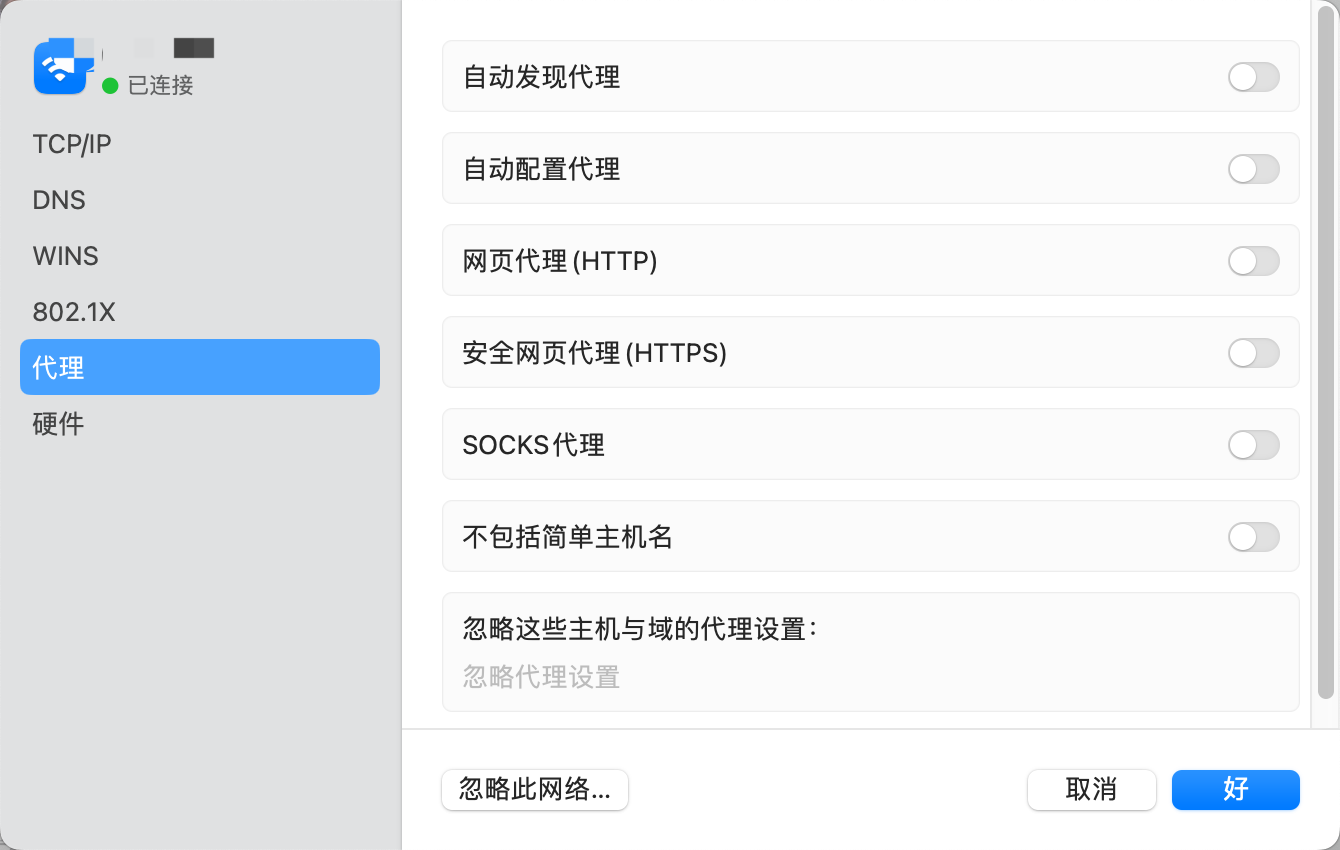 已连接
TCP/IP
DNS
WINS
802.1X
代理
硬件
自动发现代理
自动配置代理
网页代理(HTTP)
安全网页代理(HTTPS)
SOCKS代理
不包括简单主机名
忽略这些主机与域的代理设置：
忽略代理设置
忽略此网络...
取消
好